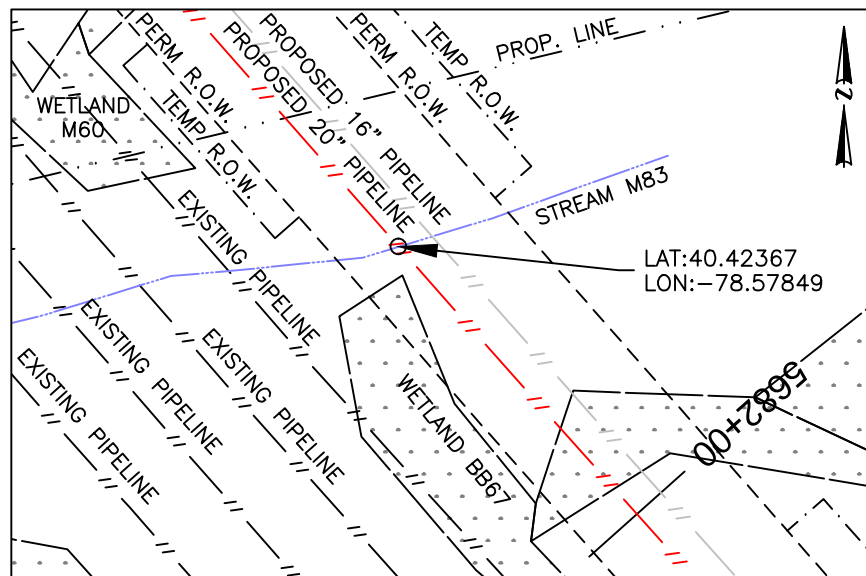 PERM R.O.W.
PROPOSED 20" PIPELINE
PROPOSED 16" PIPELINE
PERM R.O.W.
TEMP. R.O.W.
PROP. LINE
N
WETLAND
M60
TEMP. R.O.W.
STREAM M83
EXISTING PIPELINE
LAT:40.42367
LON:-78.57849
EXISTING PIPELINE
EXISTING PIPELINE
EXISTING PIPELINE
WETLAND BB67
5682+00